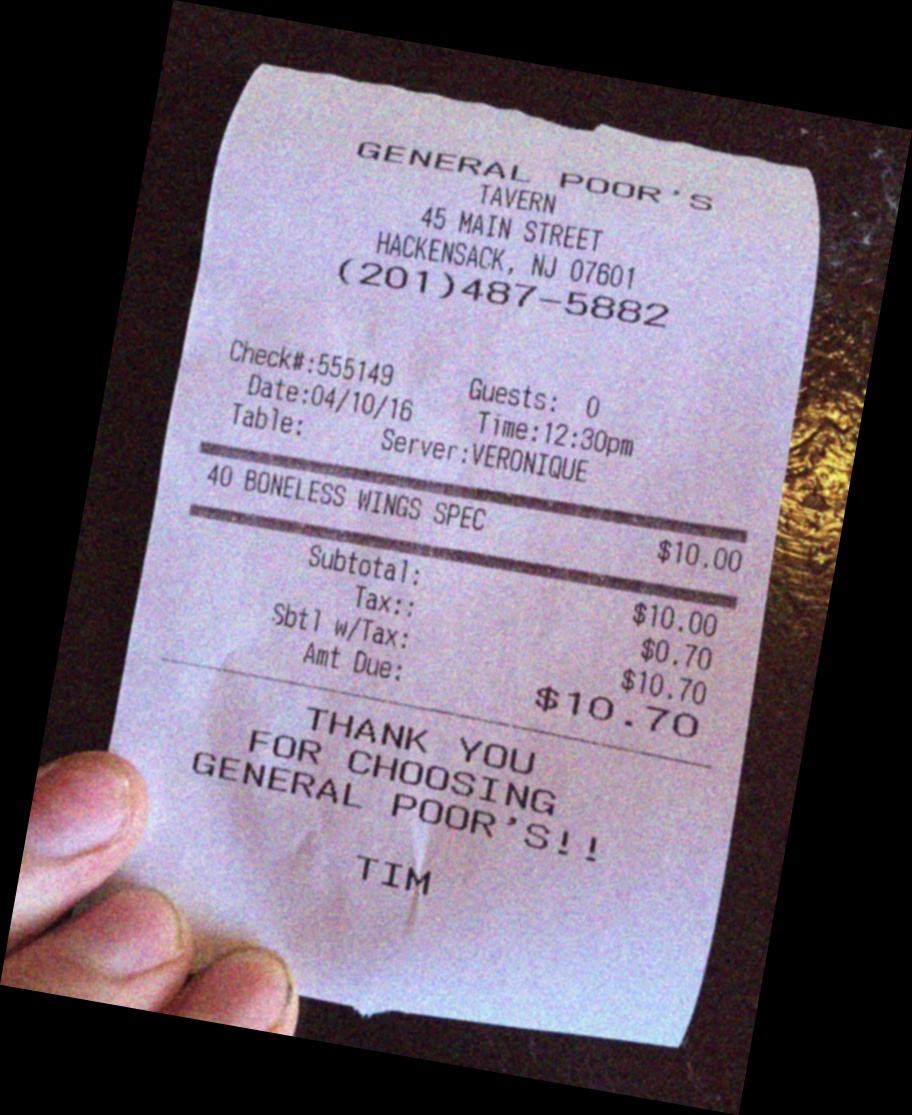 GENERAL POOR'S
TAVERN
45 MAIN STREET
HACKENSACK, NJ 07601
(201)487-5882
Check#:555149 Guests: 0
Date:04/10/16 Time:12:30pm
Table: Server:VERONIQUE
40 BONELESS WINGS SPEC $10.00
Subtotal: $10.00
Tax:: $0.70
Sbtl w/Tax: $10.70
Amt Due: $10.70
THANK YOU
FOR CHOOSING
GENERAL POOR'S!!
TIM